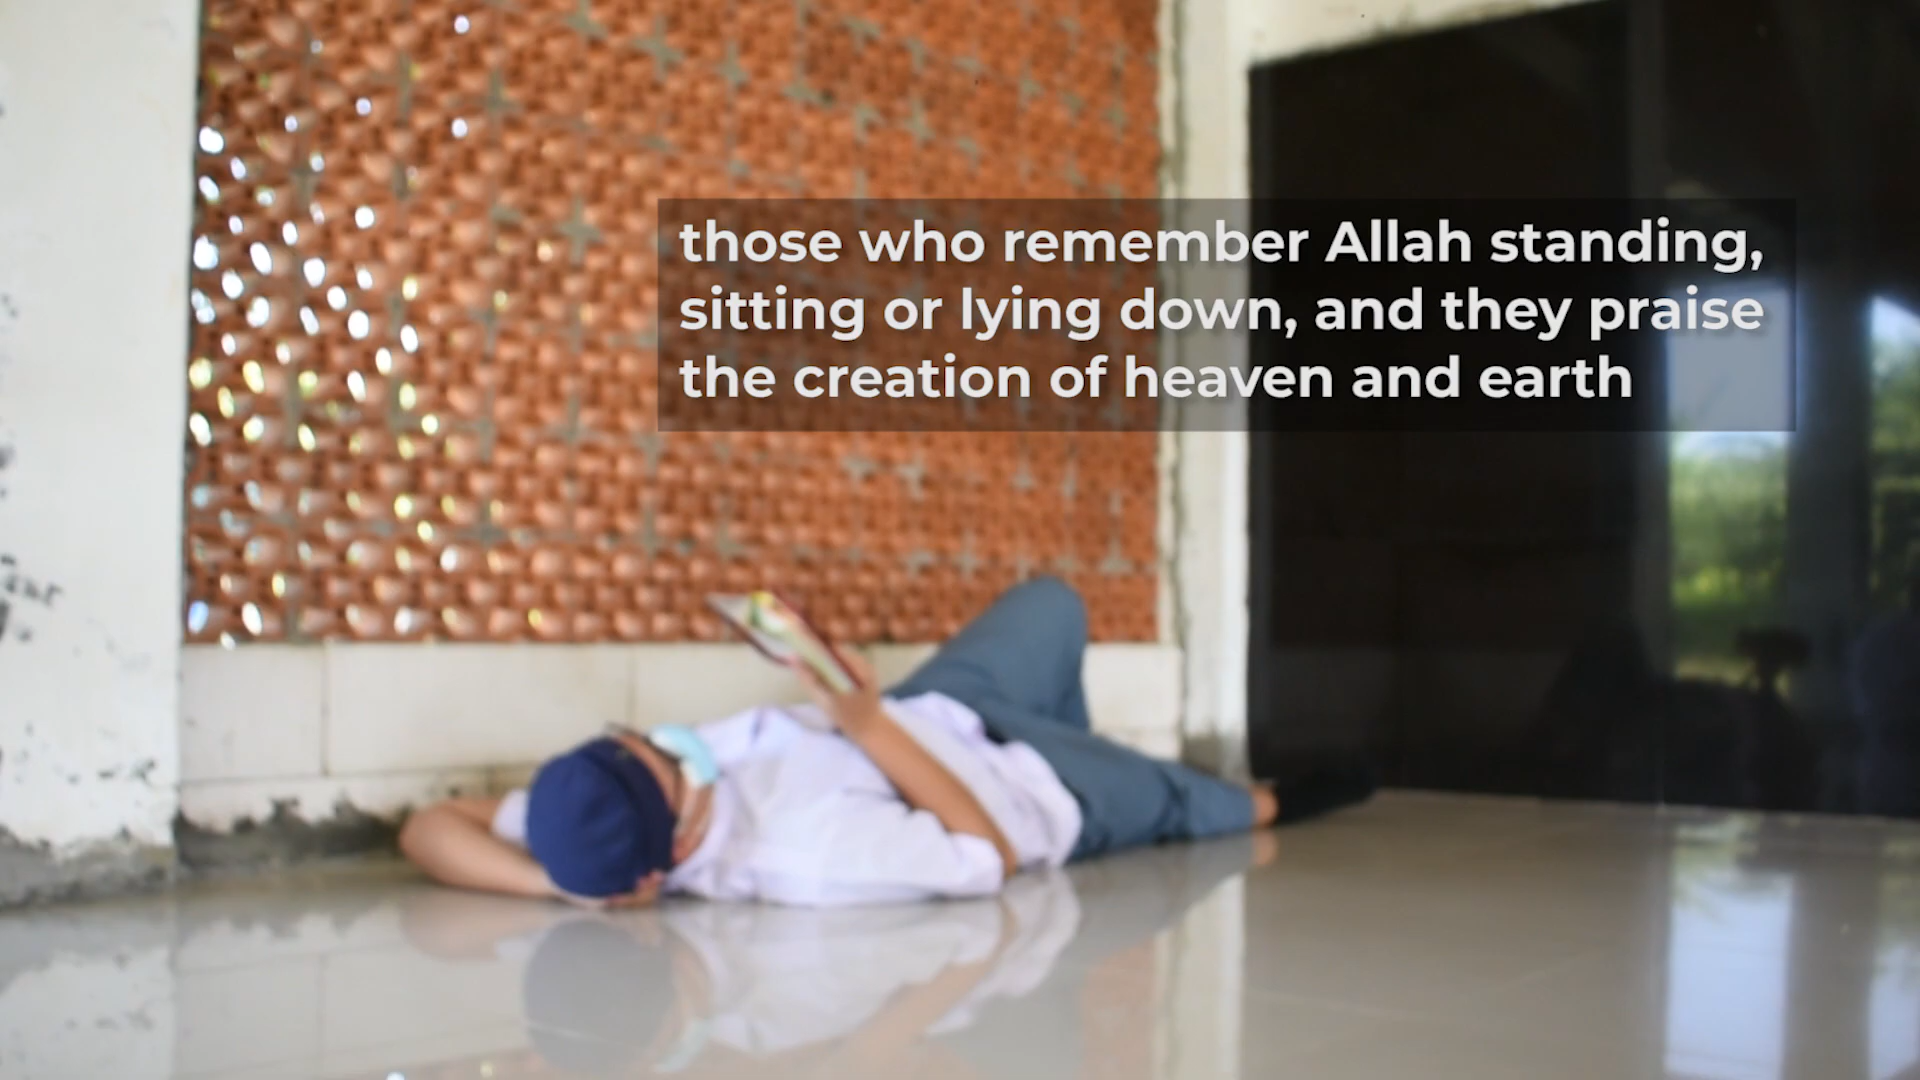 those who remember Allah standing,
sitting or lying down, and they praise
the creation of heaven and earth